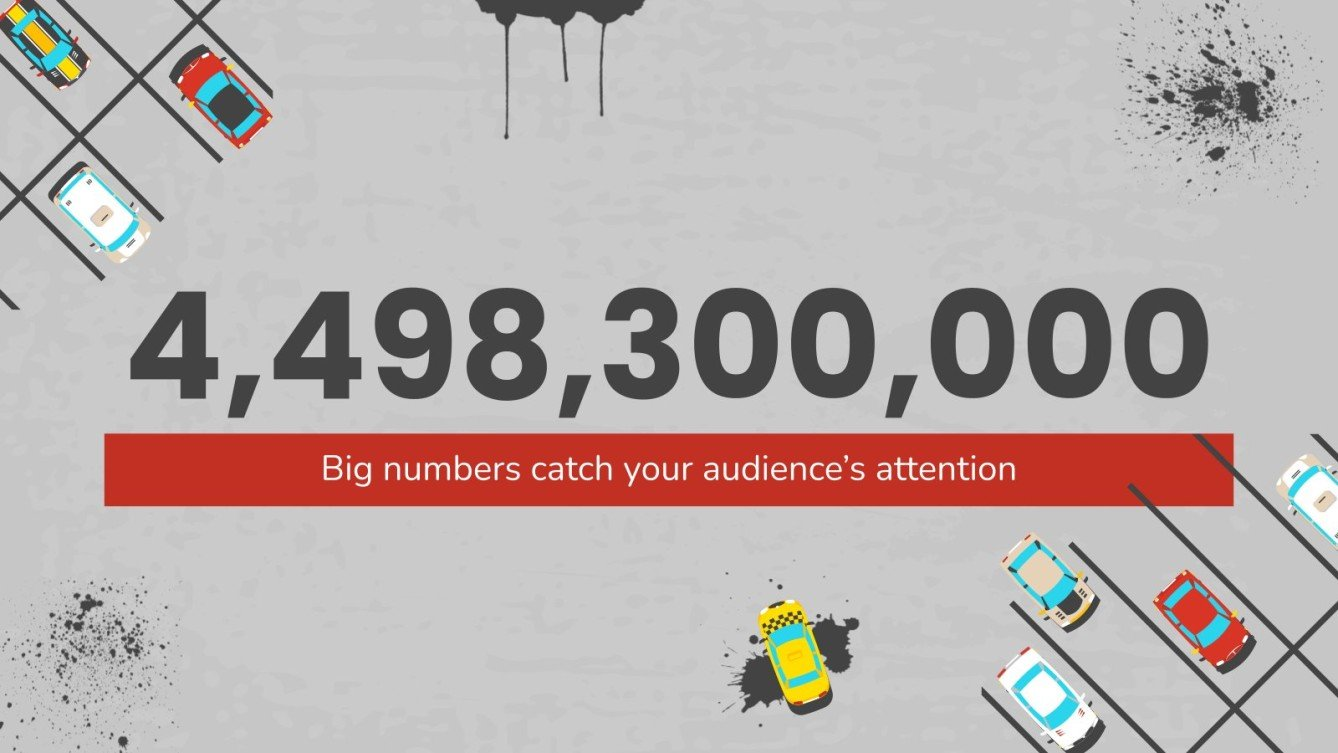 4,498,300,000
Big numbers catch your audience’s attention